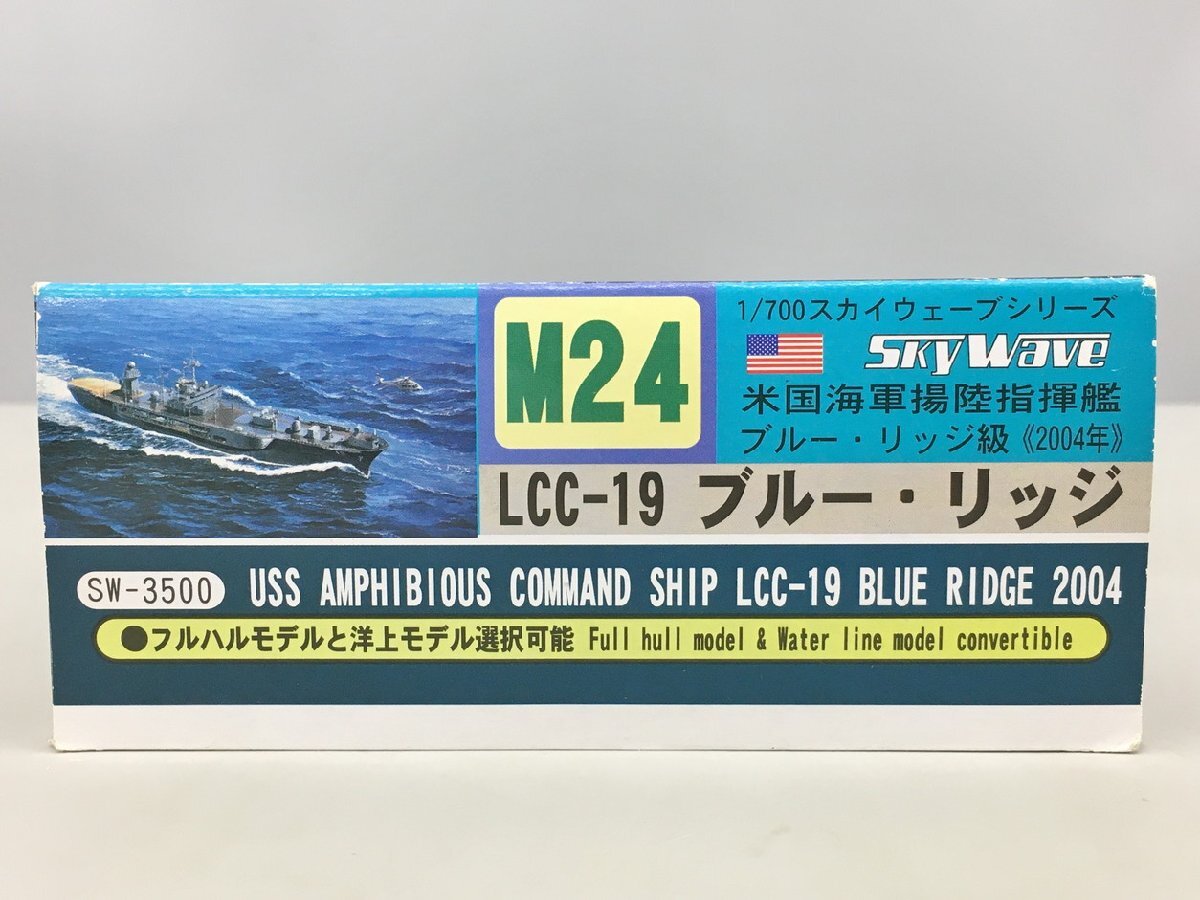 M24
1/700スカイウェーブシリーズ
SkyWave
米国海軍揚陸指揮艦
ブルー・リッジ級《2004年》
LCC-19 ブルー・リッジ
SW-3500 USS AMPHIBIOUS COMMAND SHIP LCC-19 BLUE RIDGE 2004
●フルハルモデルと洋上モデル選択可能 Full hull model & Water line model convertible